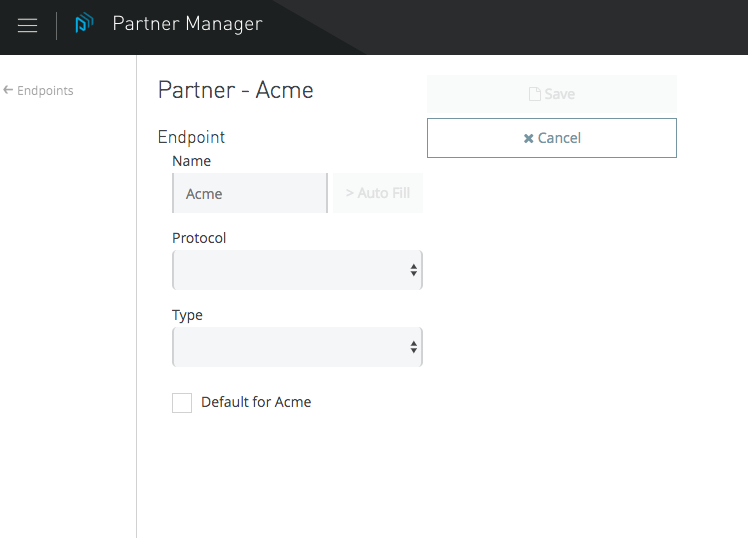 Partner Manager
Endpoints
Partner - Acme
Save
Cancel
Endpoint
Name
Acme
> Auto Fill
Protocol
Type
Default for Acme